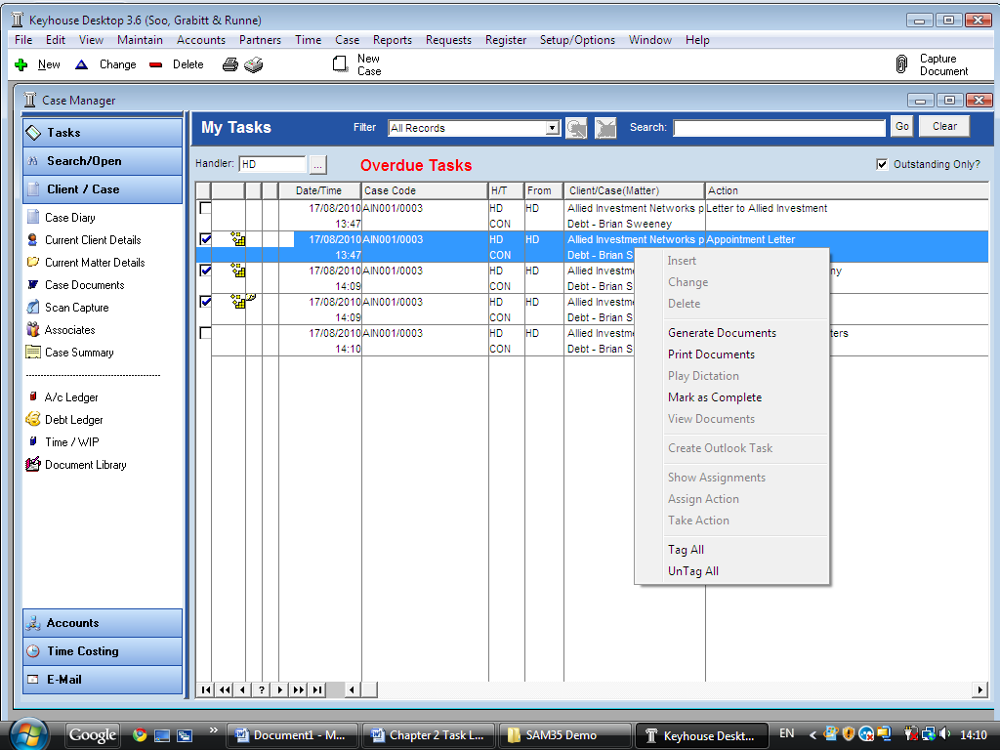 Keyhouse Desktop 3.6 (Soo, Grabitt & Runne)
File Edit View Maintain Accounts Partners Time Case Reports Requests Register Setup/Options Window Help
New Change Delete New Case Capture Document
Case Manager
Tasks
Search/Open
Client / Case
Case Diary
Current Client Details
Current Matter Details
Case Documents
Scan Capture
Associates
Case Summary
A/c Ledger
Debt Ledger
Time / WIP
Document Library
Accounts
Time Costing
E-Mail
My Tasks Filter All Records Search: Go Clear
Handler: HD ... Overdue Tasks Outstanding Only?
Date/Time Case Code H/T From Client/Case(Matter) Action
17/08/2010 AIN001/0003 HD HD Allied Investment Networks p Letter to Allied Investment
13:47 CON Debt - Brian Sweeney
17/08/2010 AIN001/0003 HD HD Allied Investment Networks p Appointment Letter
13:47 CON Debt - Brian S
17/08/2010 AIN001/0003 HD HD Allied Investme ny
14:09 CON Debt - Brian S
17/08/2010 AIN001/0003 HD HD Allied Investme
14:09 CON Debt - Brian S
17/08/2010 AIN001/0003 HD HD Allied Investme ters
14:10 CON Debt - Brian S
Insert
Change
Delete
Generate Documents
Print Documents
Play Dictation
Mark as Complete
View Documents
Create Outlook Task
Show Assignments
Assign Action
Take Action
Tag All
UnTag All
?
Google » Document1 - M... Chapter 2 Task L... SAM35 Demo Keyhouse Deskt... EN < 14:10